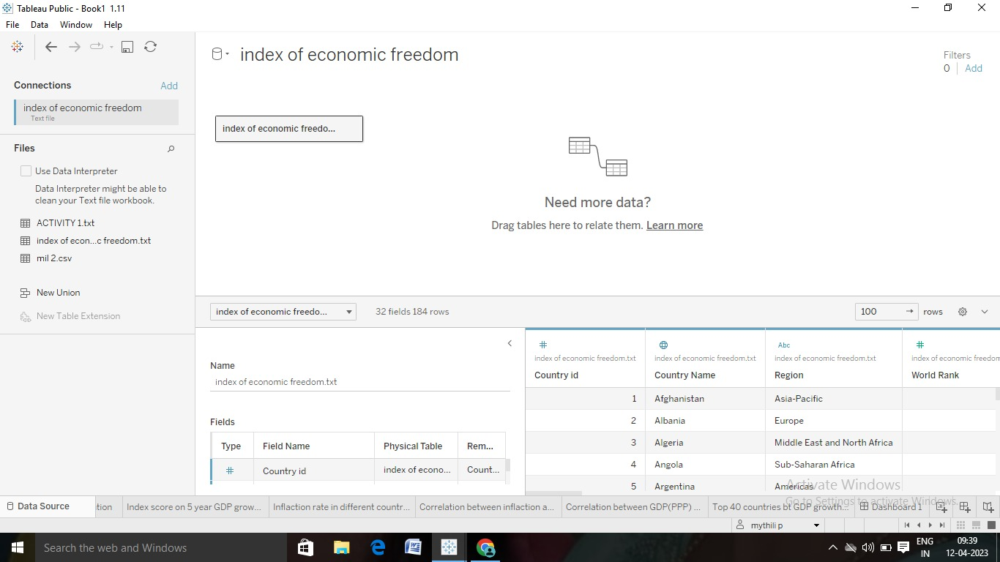 Tableau Public - Book1 1.11
File Data Window Help
index of economic freedom
Filters
0 Add
Connections Add
index of economic freedom
Text file
Files
Use Data Interpreter
Data Interpreter might be able to
clean your Text file workbook.
ACTIVITY 1.txt
index of econ...c freedom.txt
mil 2.csv
New Union
New Table Extension
index of economic freedo...
Need more data?
Drag tables here to relate them. Learn more
index of economic freedo... 32 fields 184 rows 100 rows
Name
index of economic freedom.txt
Fields
Type Field Name Physical Table Rem...
# Country id index of econo... Count...
# Abc #
index of economic freedom.txt index of economic freedom.txt index of economic freedom.txt index of economic freedom
Country id Country Name Region World Rank
1 Afghanistan Asia-Pacific
2 Albania Europe
3 Algeria Middle East and North Africa
4 Angola Sub-Saharan Africa
5 Argentina Americas
Activate Windows
Go to Settings to activate Windows.
Data Source tion Index score on 5 year GDP grow... Inflaction rate in different countr... Correlation between inflaction a... Correlation between GDP(PPP) ... Top 40 countries bt GDP growth... Dashboard 1
mythili p
Search the web and Windows
ENG
IN
09:39
12-04-2023